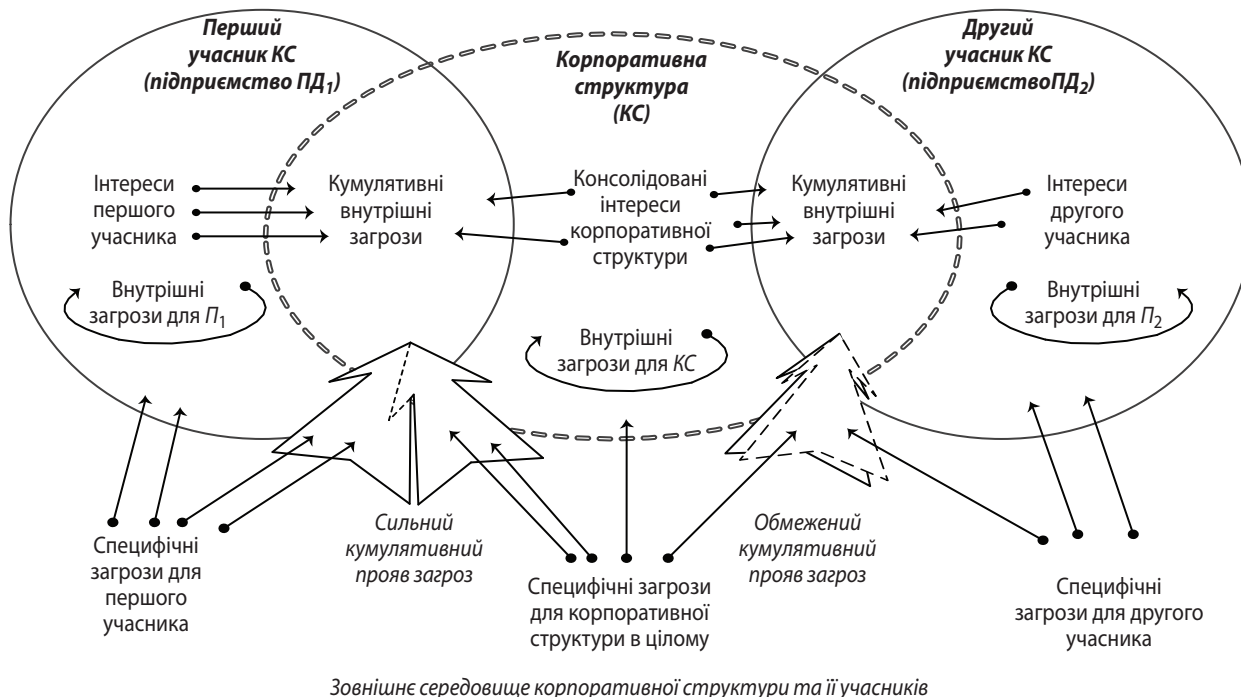 Перший
учасник КС
(підприємство ПД₁)
Корпоративна
структура
(КС)
Другий
учасник КС
(підприємствоПД₂)
Інтереси
першого
учасника
Кумулятивні
внутрішні
загрози
Консолідовані
інтереси
корпоративної
структури
Кумулятивні
внутрішні
загрози
Інтереси
другого
учасника
Внутрішні
загрози для П₁
Внутрішні
загрози для КС
Внутрішні
загрози для П₂
Специфічні
загрози для
першого
учасника
Сильний
кумулятивний
прояв загроз
Специфічні загрози
для корпоративної
структури в цілому
Обмежений
кумулятивний
прояв загроз
Специфічні
загрози для другого
учасника
Зовнішнє середовище корпоративної структури та її учасників